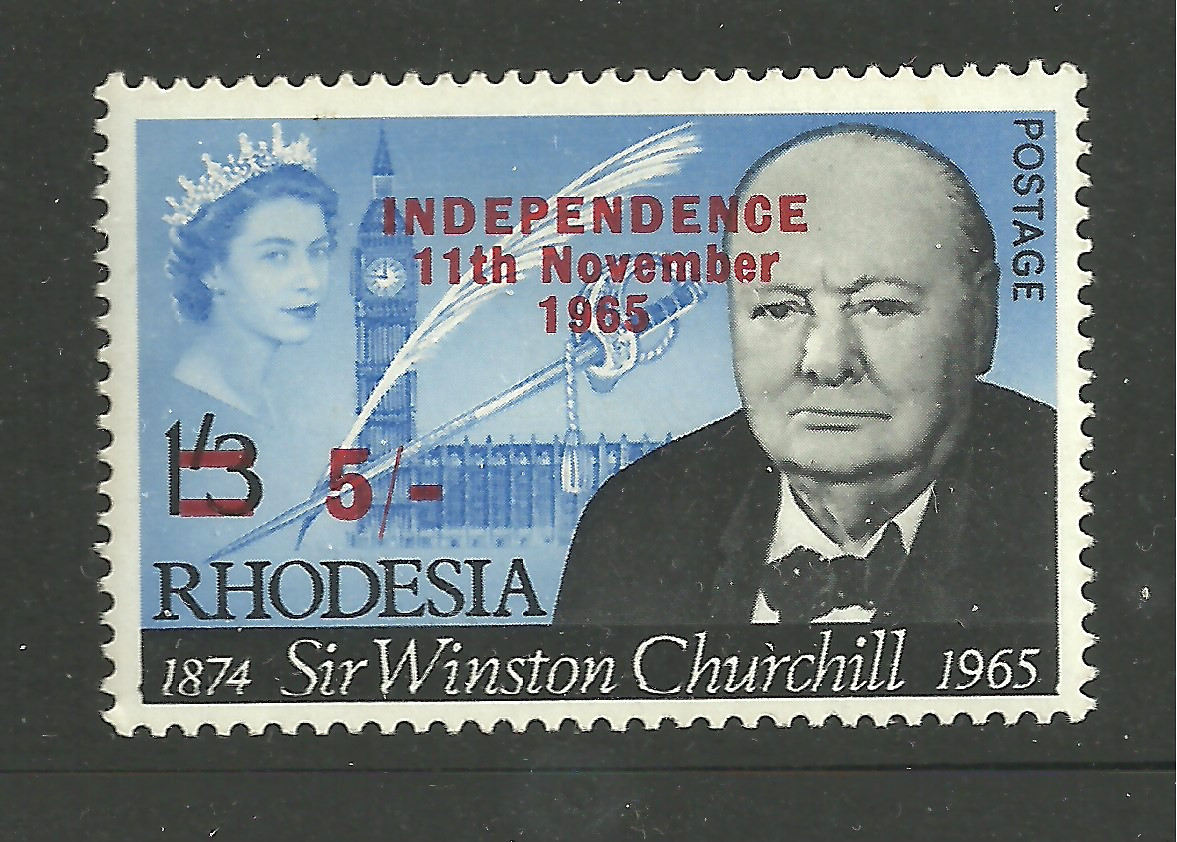 POSTAGE
INDEPENDENCE
11th November
1965
1/3 5/-
RHODESIA
1874 Sir Winston Churchill 1965